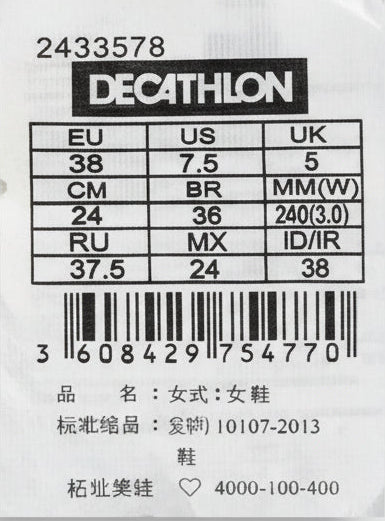 2433578
DECATHLON
EU US UK
38 7.5 5
CM BR MM(W)
24 36 240(3.0)
RU MX ID/IR
37.5 24 38
3 608429 754770
品 名：女式：女鞋
品： 10107-2013
鞋
♡ 4000-100-400